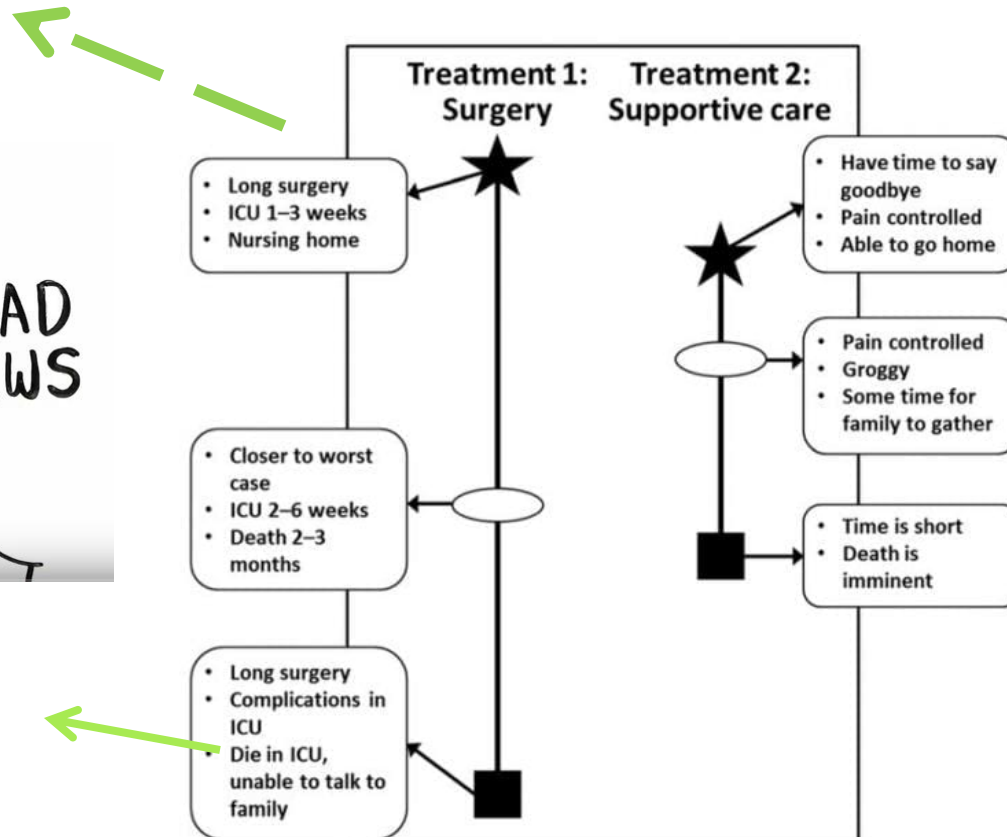 Treatment 1:
Surgery
Treatment 2:
Supportive care
• Long surgery
• ICU 1–3 weeks
• Nursing home
• Closer to worst
case
• ICU 2–6 weeks
• Death 2–3
months
• Long surgery
• Complications in
ICU
• Die in ICU,
unable to talk to
family
• Have time to say
goodbye
• Pain controlled
• Able to go home
• Pain controlled
• Groggy
• Some time for
family to gather
• Time is short
• Death is
imminent
AD
WS